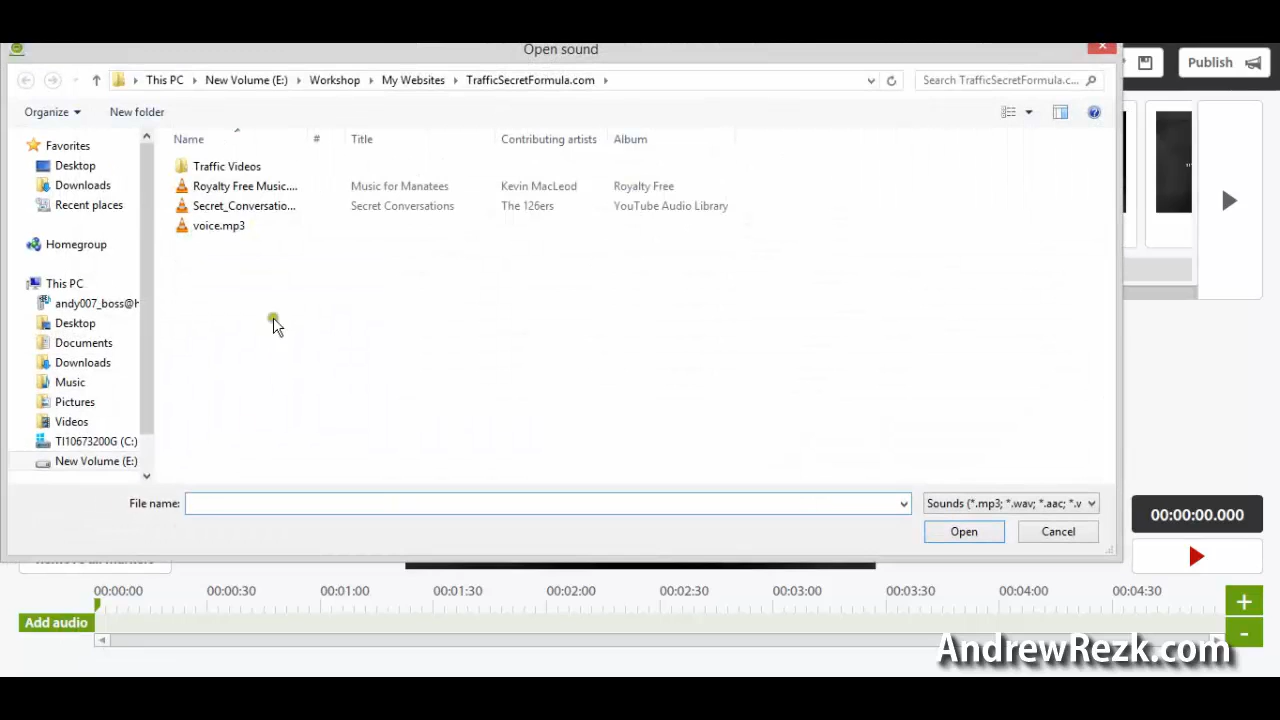 Open sound
This PC New Volume (E:) Workshop My Websites TrafficSecretFormula.com
Search TrafficSecretFormula.c...
Publish
Organize New folder
Name # Title Contributing artists Album
Favorites
Desktop
Downloads
Recent places
Homegroup
This PC
andy007_boss@h
Desktop
Documents
Downloads
Music
Pictures
Videos
TI10673200G (C:)
New Volume (E:)
Traffic Videos
Royalty Free Music.... Music for Manatees Kevin MacLeod Royalty Free
Secret_Conversatio... Secret Conversations The 126ers YouTube Audio Library
voice.mp3
File name: Sounds (*.mp3; *.wav; *.aac; *.v
Open Cancel
00:00:00.000
00:00:00 00:00:30 00:01:00 00:01:30 00:02:00 00:02:30 00:03:00 00:03:30 00:04:00 00:04:30
+
Add audio
-
AndrewRezk.com